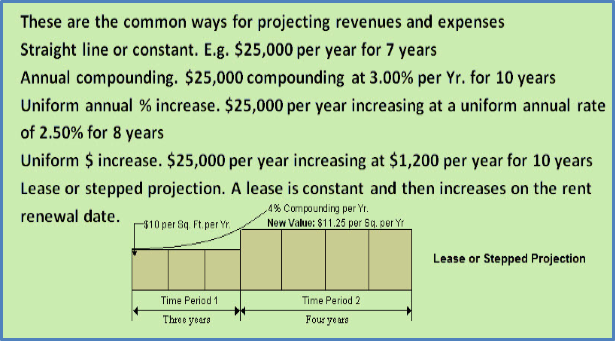 These are the common ways for projecting revenues and expenses
Straight line or constant. E.g. $25,000 per year for 7 years
Annual compounding. $25,000 compounding at 3.00% per Yr. for 10 years
Uniform annual % increase. $25,000 per year increasing at a uniform annual rate
of 2.50% for 8 years
Uniform $ increase. $25,000 per year increasing at $1,200 per year for 10 years
Lease or stepped projection. A lease is constant and then increases on the rent
renewal date.
$10 per Sq. Ft. per Yr.
4% Compounding per Yr.
New Value: $11.25 per Sq. per Yr
Lease or Stepped Projection
Time Period 1
Time Period 2
Three years
Four years